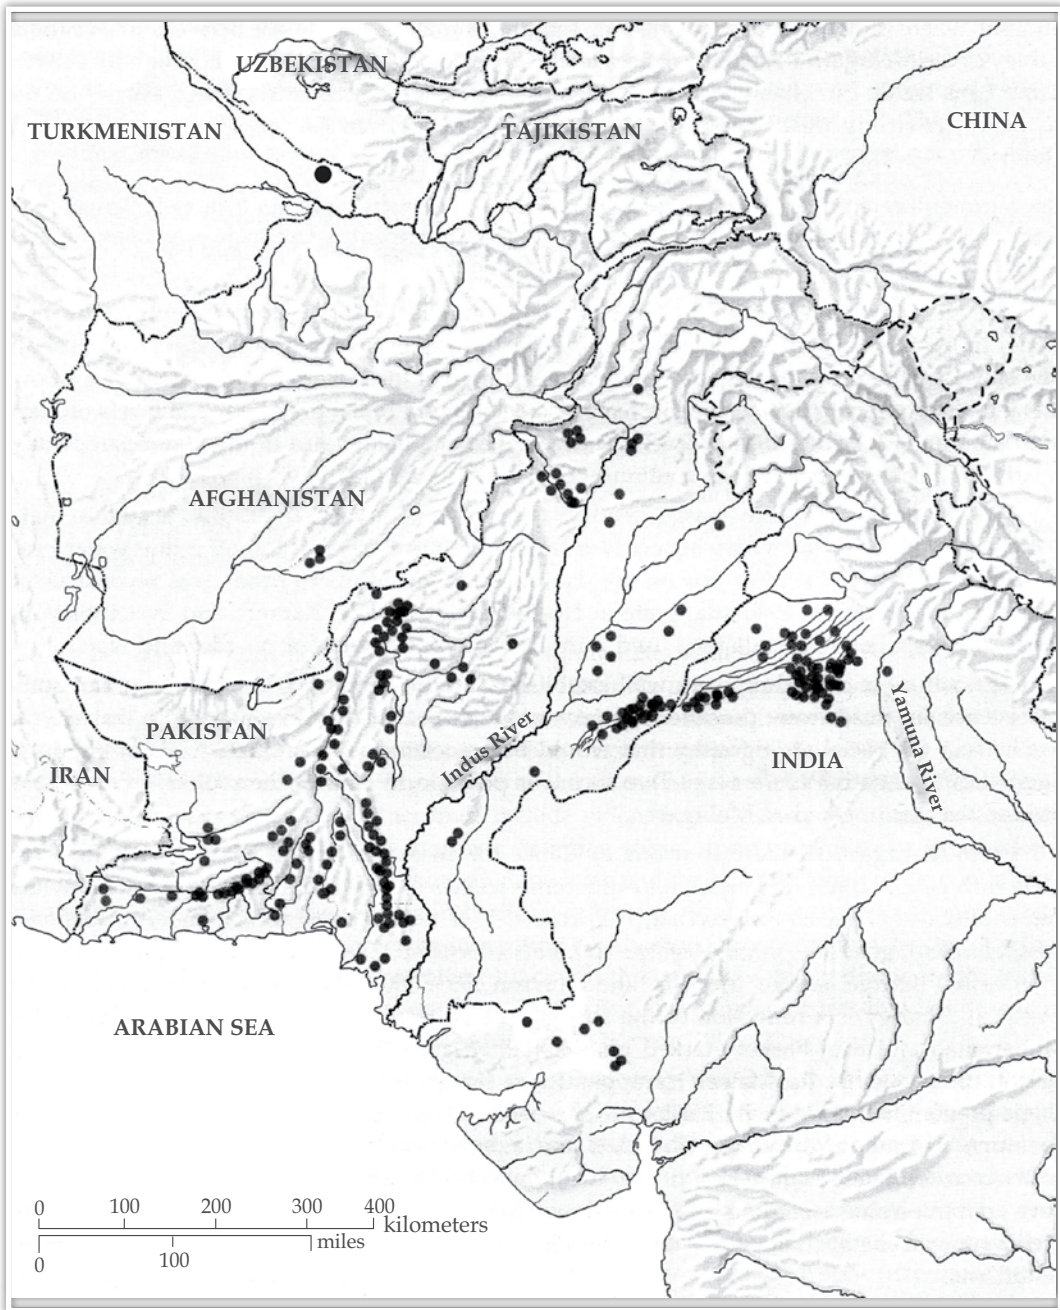 UZBEKISTAN
TURKMENISTAN
TAJIKISTAN
CHINA
AFGHANISTAN
PAKISTAN
IRAN
Indus River
INDIA
Yamuna River
ARABIAN SEA
0 100 200 300 400
kilometers
miles
0 100